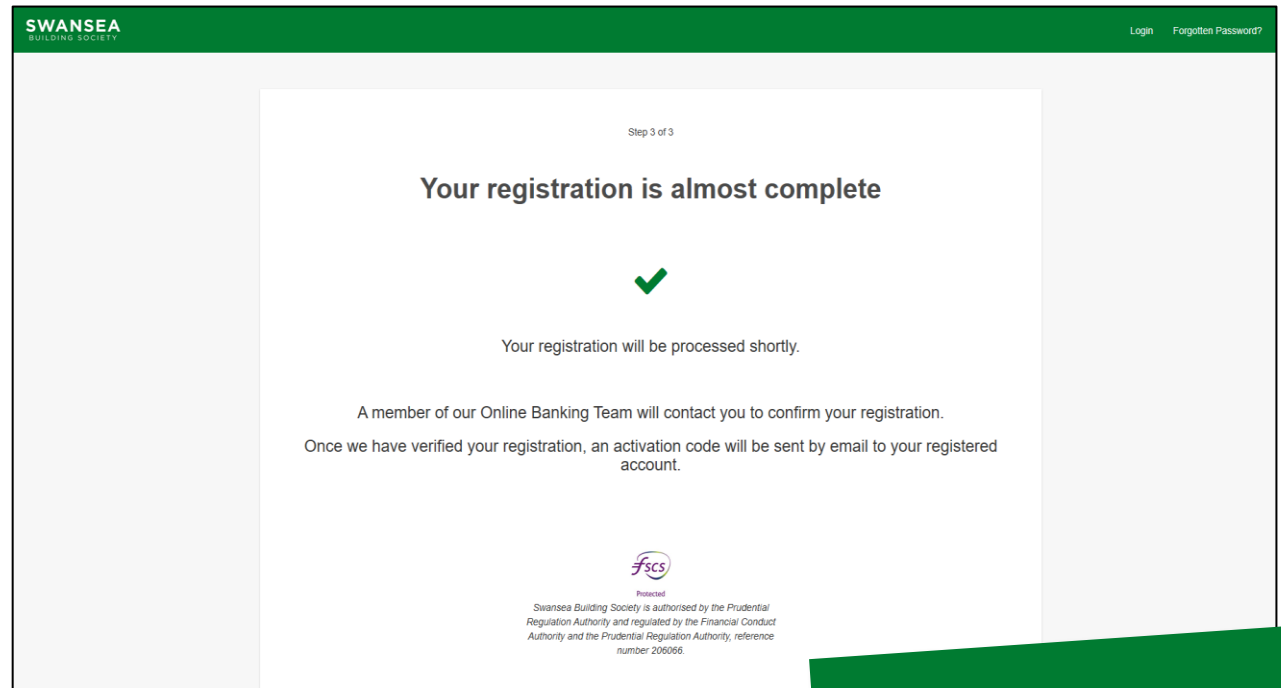 SWANSEA
BUILDING SOCIETY
Login Forgotten Password?
Step 3 of 3
Your registration is almost complete
Your registration will be processed shortly.
A member of our Online Banking Team will contact you to confirm your registration.
Once we have verified your registration, an activation code will be sent by email to your registered
account.
fscs
Protected
Swansea Building Society is authorised by the Prudential
Regulation Authority and regulated by the Financial Conduct
Authority and the Prudential Regulation Authority, reference
number 206066.